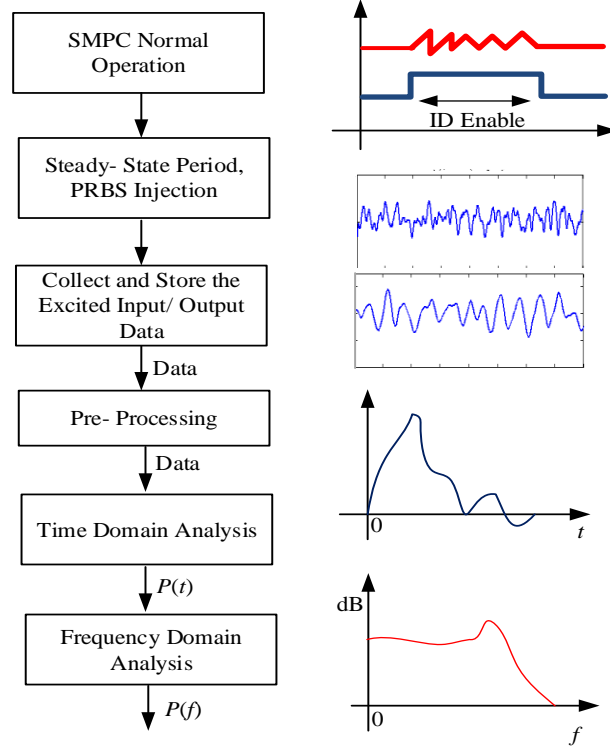 SMPC Normal
Operation
Steady- State Period,
PRBS Injection
Collect and Store the
Excited Input/ Output
Data
Data
Pre- Processing
Data
Time Domain Analysis
P(t)
Frequency Domain
Analysis
P(f)
ID Enable
0
t
dB
0
f